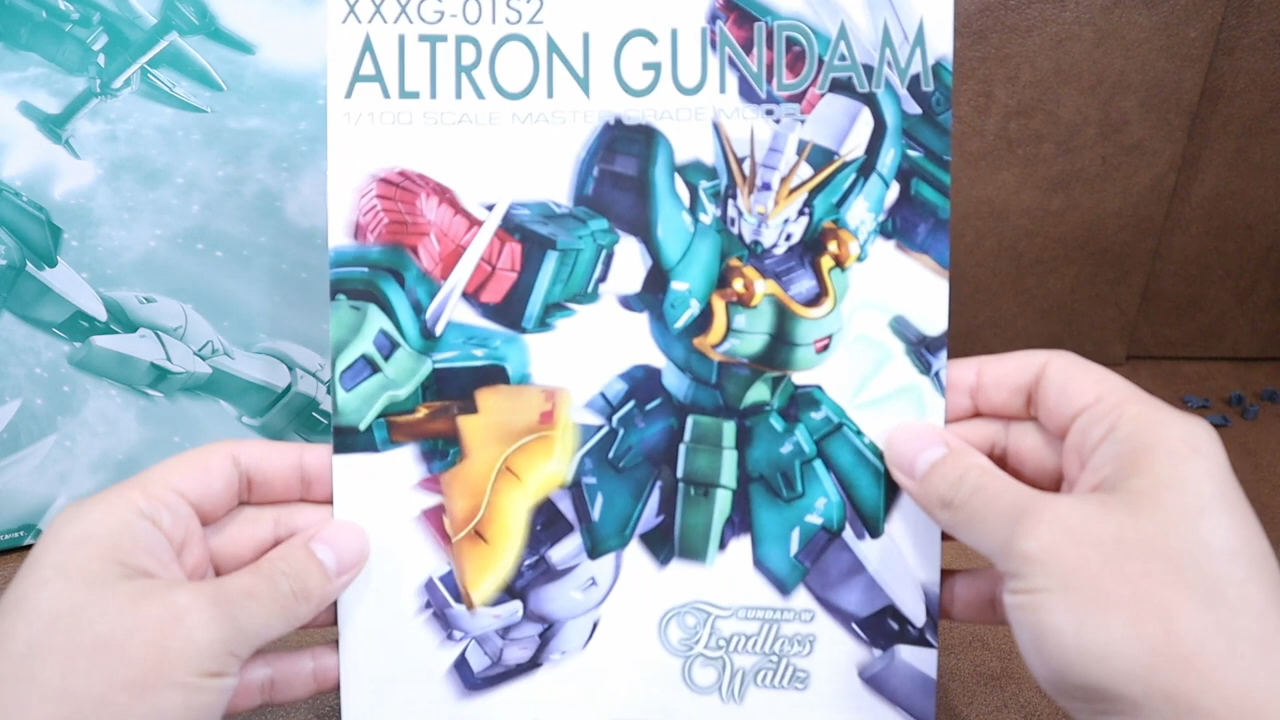 XXXG-01S2
ALTRON GUNDAM
1/100 SCALE MASTER GRADE MODEL
GUNDAM-W
Endless
Waltz